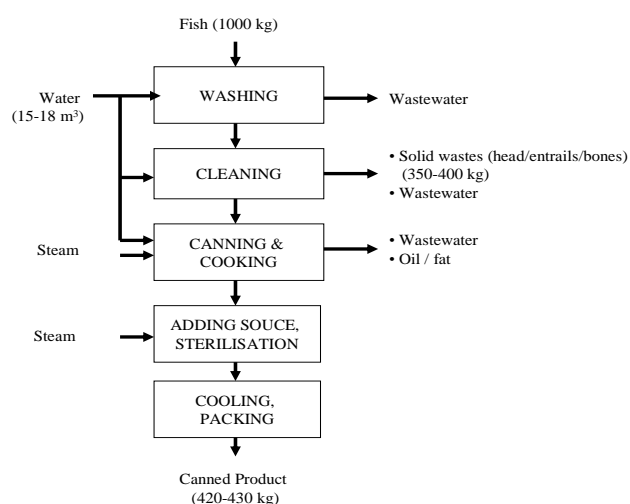 Fish (1000 kg)
Water
(15-18 m³)
WASHING
Wastewater
CLEANING
• Solid wastes (head/entrails/bones)
(350-400 kg)
• Wastewater
Steam
CANNING &
COOKING
• Wastewater
• Oil / fat
Steam
ADDING SOUCE,
STERILISATION
COOLING,
PACKING
Canned Product
(420-430 kg)